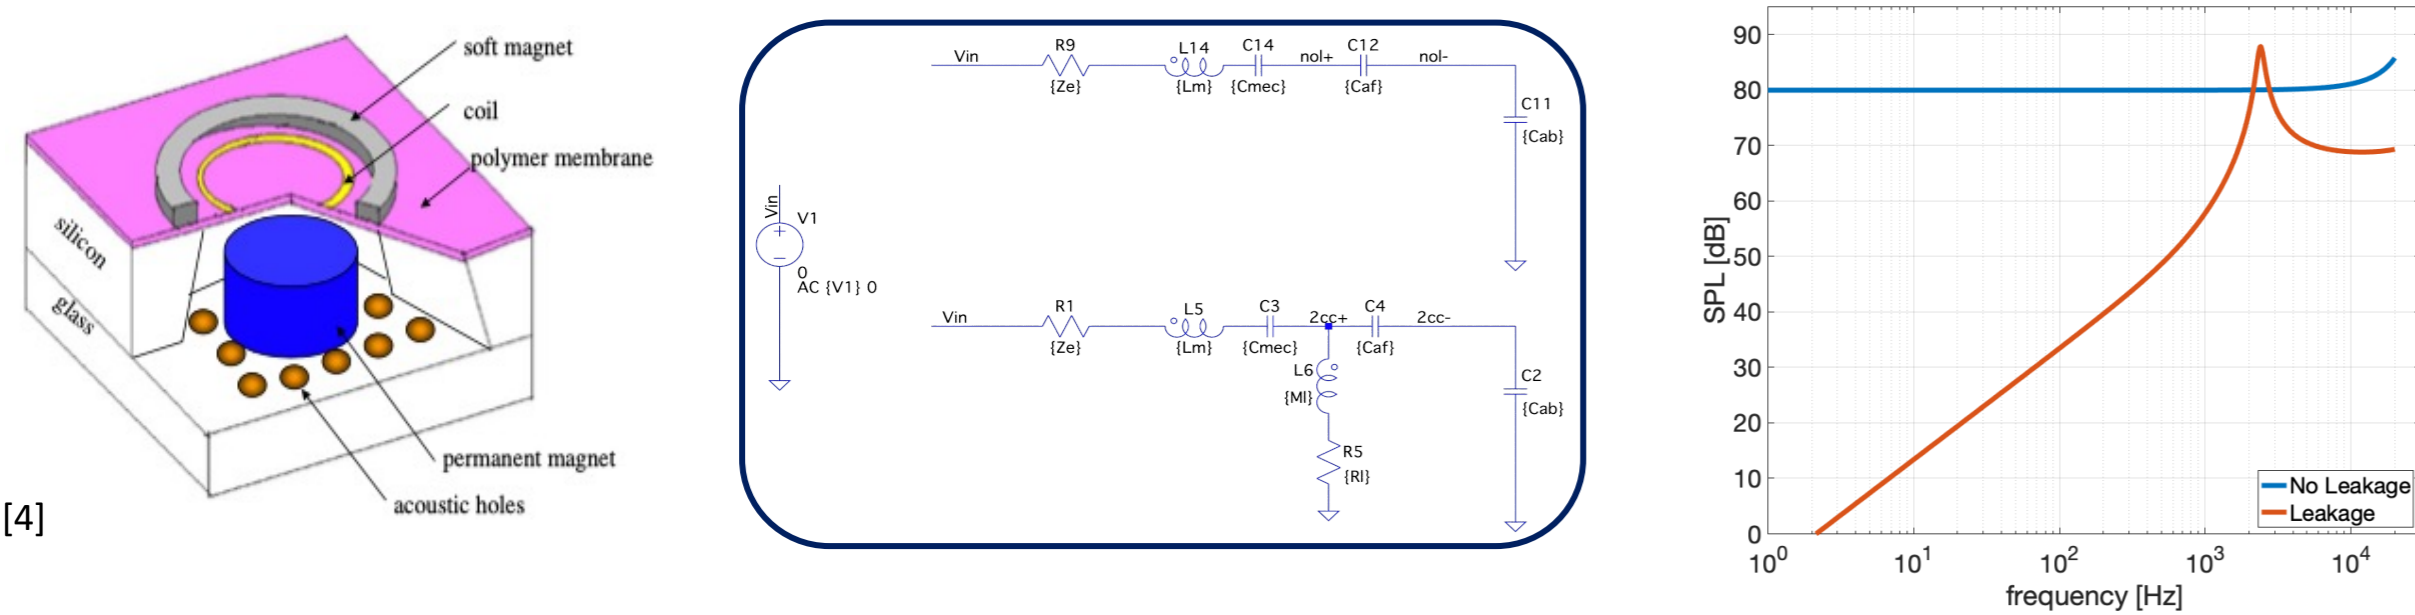 soft magnet
coil
polymer membrane
silicon
glass
permanent magnet
acoustic holes
[4]
Vin
R9
{Ze}
L14
{Lm}
C14
{Cmec}
nol+
C12
{Caf}
nol-
C11
{Cab}
Vin
V1
0
AC {V1} 0
Vin
R1
{Ze}
L5
{Lm}
C3
{Cmec}
2cc+
C4
{Caf}
2cc-
L6
{Ml}
R5
{Rl}
C2
{Cab}
SPL [dB]
90
80
70
60
50
40
30
20
10
0
10^0
10^1
10^2
10^3
10^4
frequency [Hz]
No Leakage
Leakage